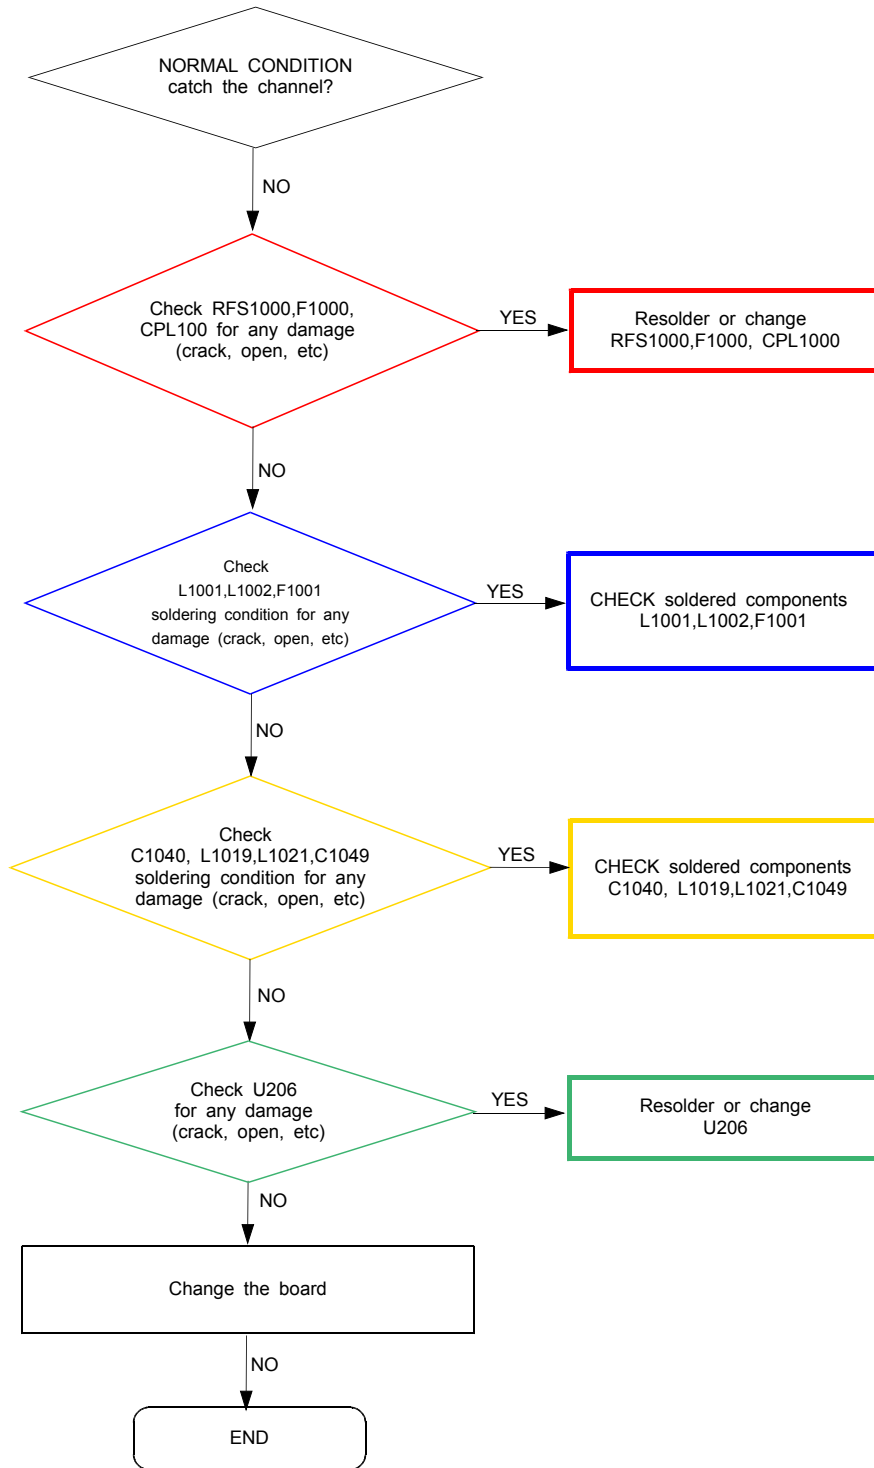 NORMAL CONDITION
catch the channel?
NO
Check RFS1000,F1000,
CPL100 for any damage
(crack, open, etc)
YES
Resolder or change
RFS1000,F1000, CPL1000
NO
Check
L1001,L1002,F1001
soldering condition for any
damage (crack, open, etc)
YES
CHECK soldered components
L1001,L1002,F1001
NO
Check
C1040, L1019,L1021,C1049
soldering condition for any
damage (crack, open, etc)
YES
CHECK soldered components
C1040, L1019,L1021,C1049
NO
Check U206
for any damage
(crack, open, etc)
YES
Resolder or change
U206
NO
Change the board
NO
END